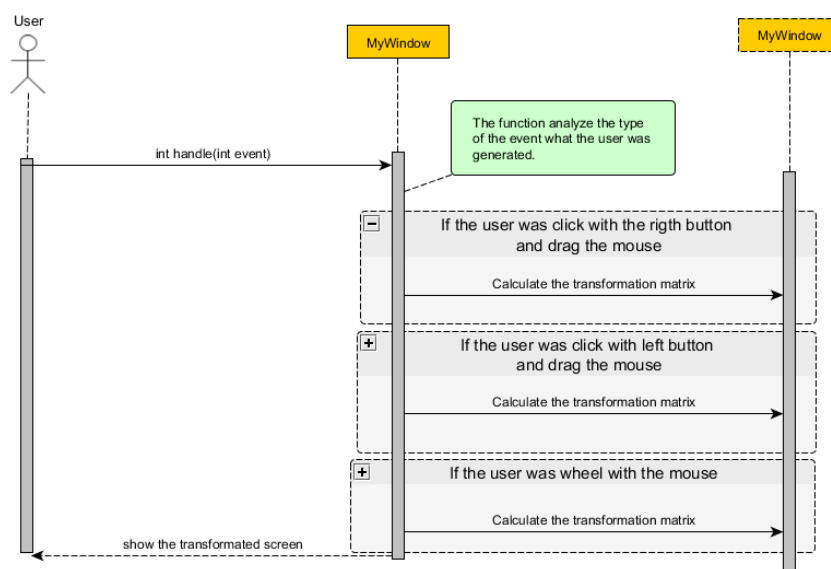 User
MyWindow
MyWindow
The function analyze the type
of the event what the user was
generated.
int handle(int event)
If the user was click with the rigth button
and drag the mouse
Calculate the transformation matrix
If the user was click with left button
and drag the mouse
Calculate the transformation matrix
If the user was wheel with the mouse
Calculate the transformation matrix
show the transformated screen